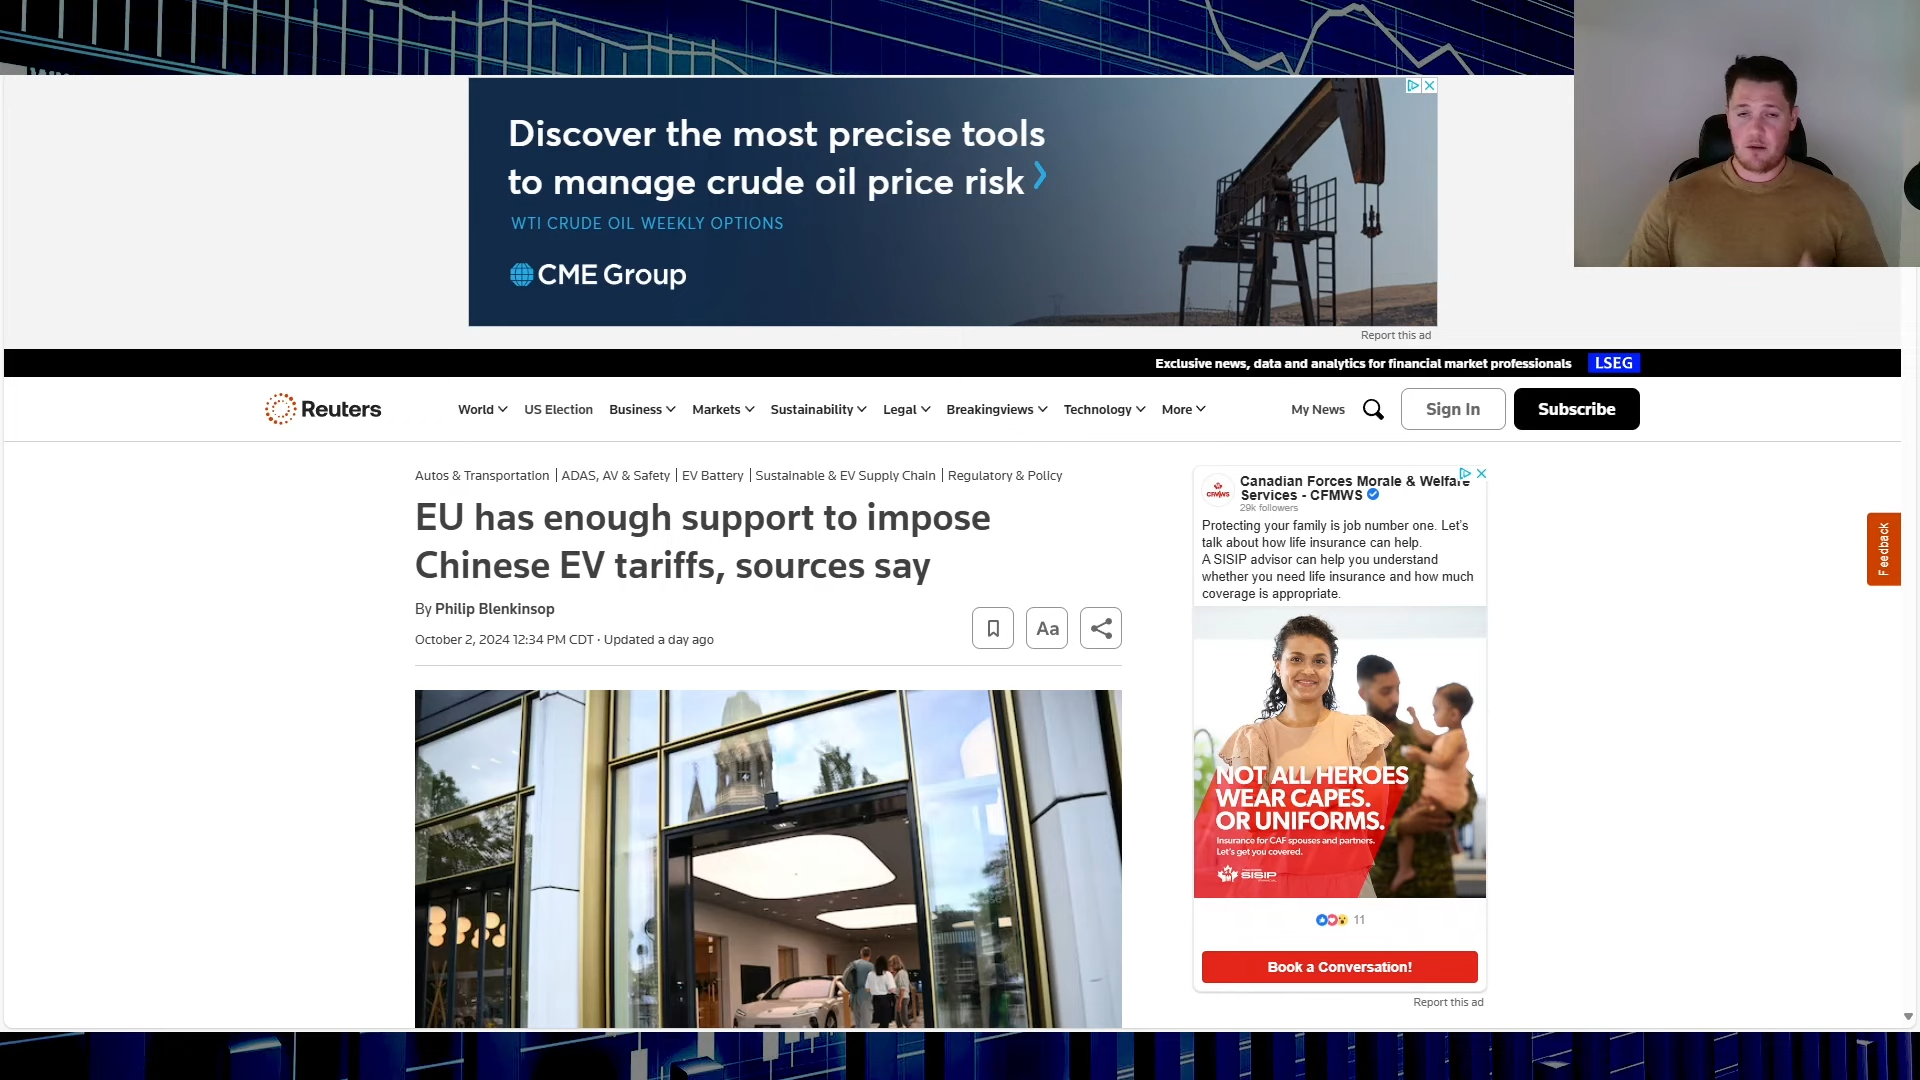 Discover the most precise tools
to manage crude oil price risk
WTI CRUDE OIL WEEKLY OPTIONS
CME Group
Report this ad
Exclusive news, data and analytics for financial market professionals LSEG
Reuters
World US Election Business Markets Sustainability Legal Breakingviews Technology More
My News Sign In Subscribe
Autos & Transportation | ADAS, AV & Safety | EV Battery | Sustainable & EV Supply Chain | Regulatory & Policy
EU has enough support to impose
Chinese EV tariffs, sources say
By Philip Blenkinsop
October 2, 2024 12:34 PM CDT · Updated a day ago
Aa
Canadian Forces Morale & Welfare
Services - CFMWS
29k followers
Protecting your family is job number one. Let's
talk about how life insurance can help.
A SISIP advisor can help you understand
whether you need life insurance and how much
coverage is appropriate.
NOT ALL HEROES
WEAR CAPES.
OR UNIFORMS.
Insurance for CAF spouses and partners.
Let's get you covered.
SISIP
11
Book a Conversation!
Report this ad
Feedback